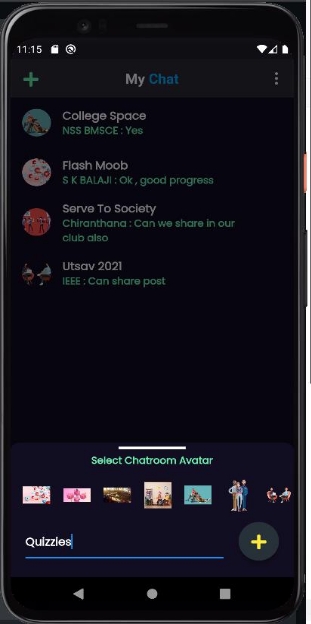 11:15
My Chat
College Space
NSS BMSCE : Yes
Flash Moob
S K BALAJI : Ok , good progress
Serve To Society
Chiranthana : Can we share in our
club also
Utsav 2021
IEEE : Can share post
Select Chatroom Avatar
Quizzies